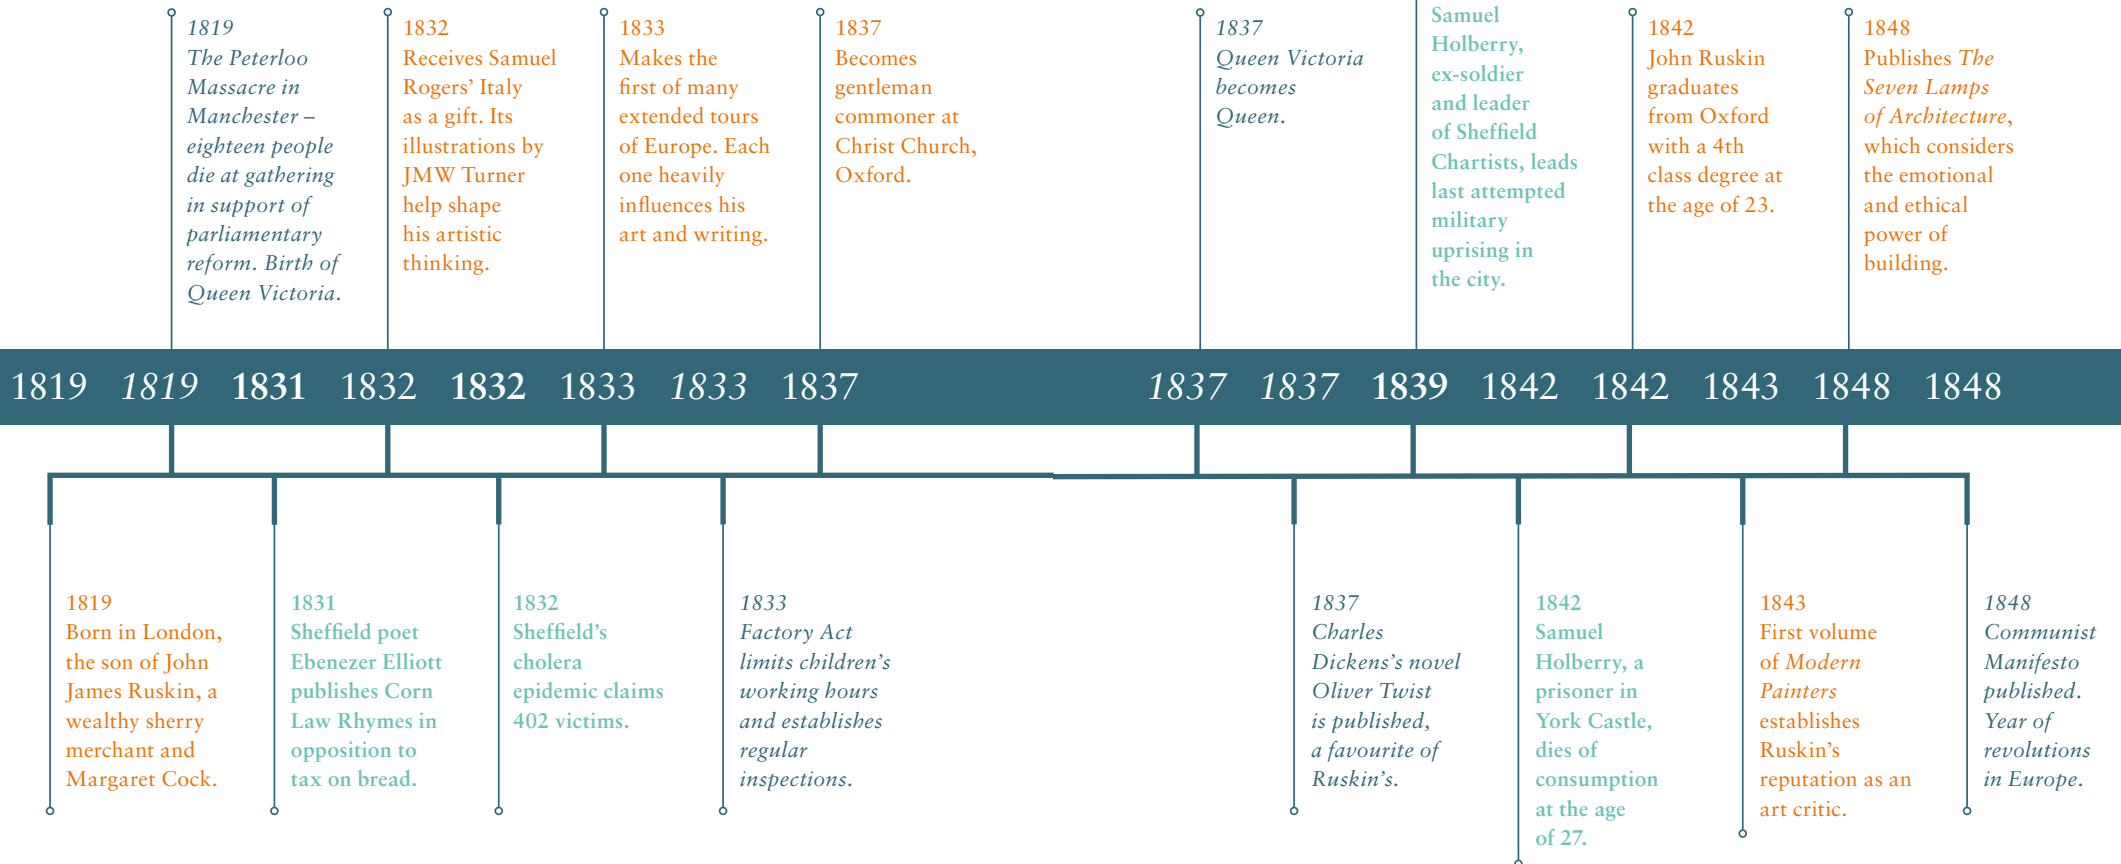 1819
The Peterloo
Massacre in
Manchester –
eighteen people
die at gathering
in support of
parliamentary
reform. Birth of
Queen Victoria.
1832
Receives Samuel
Rogers’ Italy
as a gift. Its
illustrations by
JMW Turner
help shape
his artistic
thinking.
1833
Makes the
first of many
extended tours
of Europe. Each
one heavily
influences his
art and writing.
1837
Becomes
gentleman
commoner at
Christ Church,
Oxford.
1837
Queen Victoria
becomes
Queen.
Samuel
Holberry,
ex-soldier
and leader
of Sheffield
Chartists, leads
last attempted
military
uprising in
the city.
1842
John Ruskin
graduates
from Oxford
with a 4th
class degree at
the age of 23.
1848
Publishes The
Seven Lamps
of Architecture,
which considers
the emotional
and ethical
power of
building.
1819 1819 1831 1832 1832 1833 1833 1837 1837 1837 1839 1842 1842 1843 1848 1848
1819
Born in London,
the son of John
James Ruskin, a
wealthy sherry
merchant and
Margaret Cock.
1831
Sheffield poet
Ebenezer Elliott
publishes Corn
Law Rhymes in
opposition to
tax on bread.
1832
Sheffield’s
cholera
epidemic claims
402 victims.
1833
Factory Act
limits children’s
working hours
and establishes
regular
inspections.
1837
Charles
Dickens’s novel
Oliver Twist
is published,
a favourite of
Ruskin’s.
1842
Samuel
Holberry, a
prisoner in
York Castle,
dies of
consumption
at the age
of 27.
1843
First volume
of Modern
Painters
establishes
Ruskin’s
reputation as an
art critic.
1848
Communist
Manifesto
published.
Year of
revolutions
in Europe.